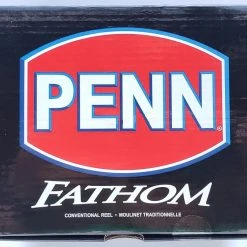 PENN®
FATHOM
CONVENTIONAL REEL • MOULINET TRADITIONNELLE